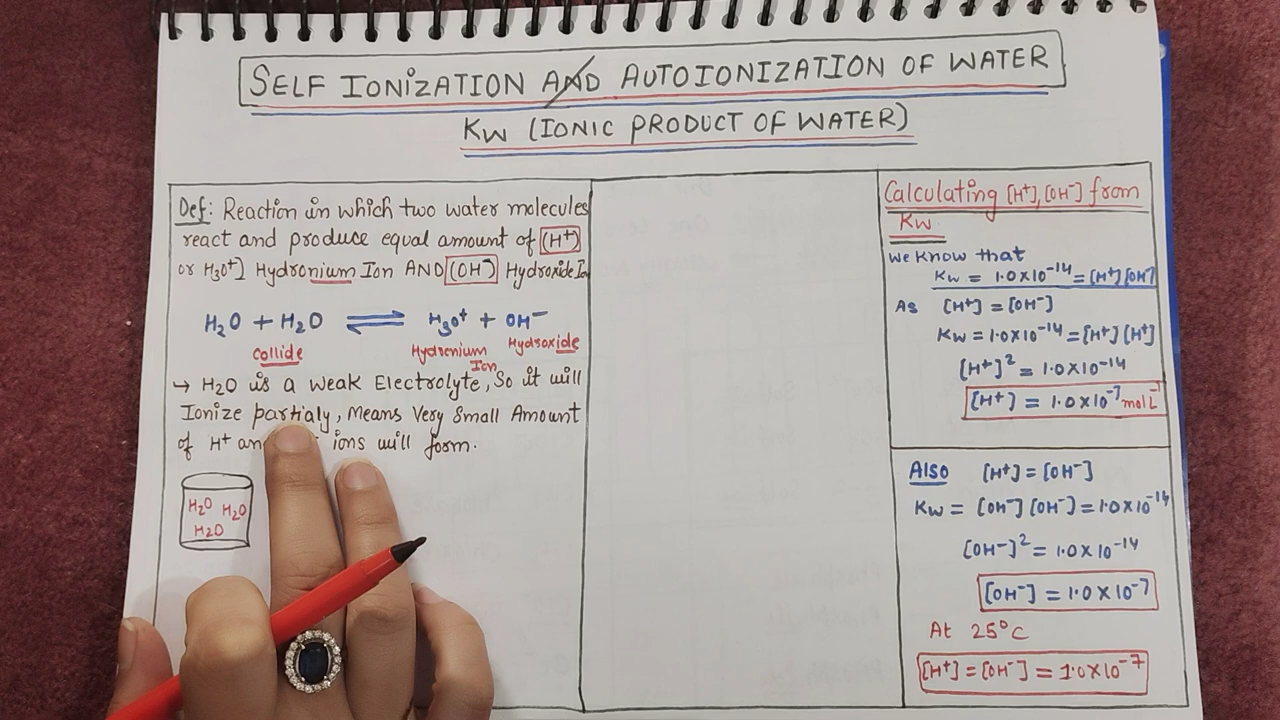 SELF IONIZATION AND AUTOIONIZATION OF WATER
KW (IONIC PRODUCT OF WATER)
Def: Reaction in which two water molecules
react and produce equal amount of (H⁺)
or H₃O⁺] Hydronium Ion AND (OH⁻) Hydroxide Io
H₂O + H₂O ⇌ H₃O⁺ + OH⁻
collide Hydronium Ion Hydroxide
→ H₂O is a weak Electrolyte, So it will
Ionize partialy, Means Very Small Amount
of H⁺ an ions will form.
H₂O H₂O
H₂O
Calculating [H⁺],[OH⁻] from
KW
we know that
KW = 1.0×10⁻¹⁴ = [H⁺][OH⁻]
As [H⁺] = [OH⁻]
KW = 1.0×10⁻¹⁴ = [H⁺][H⁺]
[H⁺]² = 1.0×10⁻¹⁴
[H⁺] = 1.0×10⁻⁷ mol L⁻¹
Also [H⁺] = [OH⁻]
KW = [OH⁻][OH⁻] = 1.0×10⁻¹⁴
[OH⁻]² = 1.0×10⁻¹⁴
[OH⁻] = 1.0×10⁻⁷
At 25°C
[H⁺] = [OH⁻] = 1.0×10⁻⁷